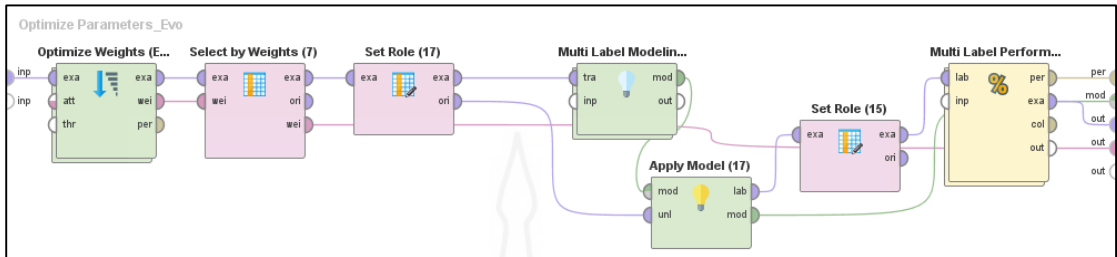 Optimize Parameters_Evo
Optimize Weights (E...
Select by Weights (7)
Set Role (17)
Multi Label Modelin...
Multi Label Perform...
inp
exa
exa
exa
exa
exa
exa
tra
mod
lab
per
per
inp
att
wei
wei
ori
ori
inp
out
inp
exa
mod
thr
per
wei
Set Role (15)
col
out
exa
exa
out
out
ori
out
Apply Model (17)
mod
lab
unl
mod